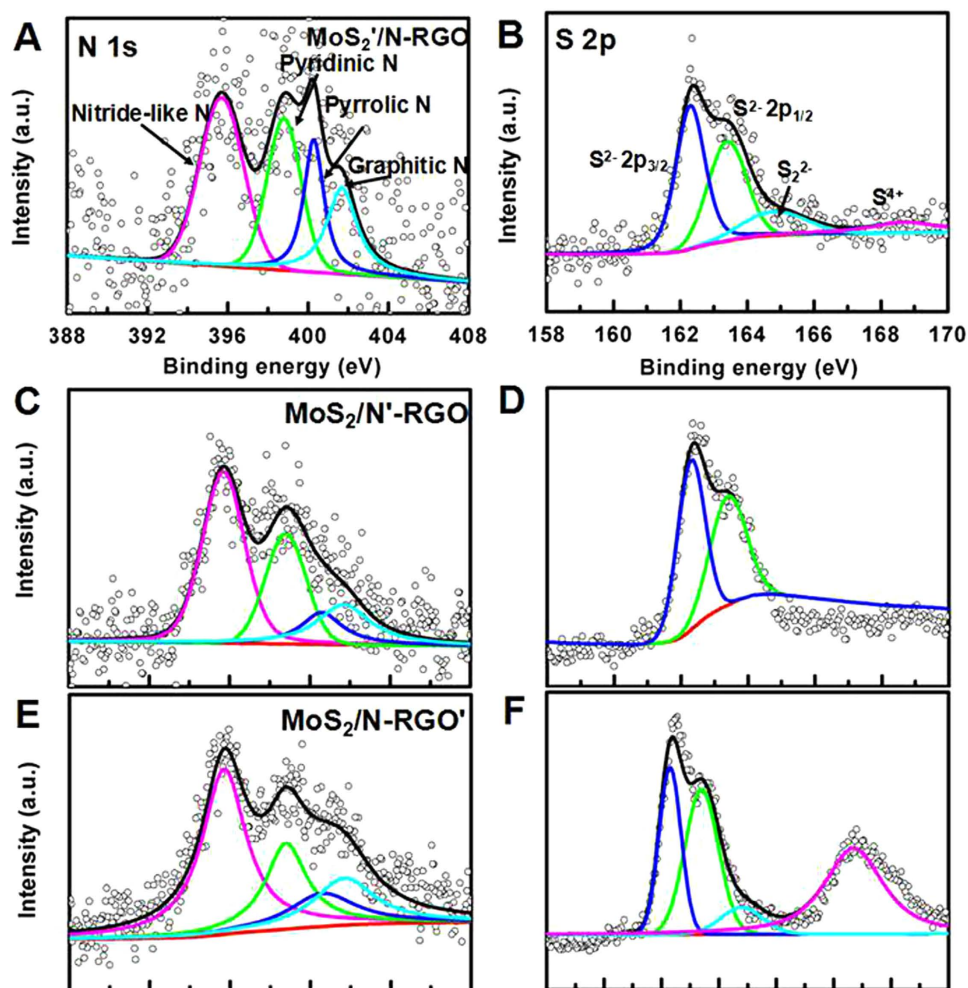 A
N 1s
MoS2'/N-RGO
Pyridinic N
Nitride-like N
Pyrrolic N
Graphitic N
Intensity (a.u.)
388 392 396 400 404 408
Binding energy (eV)
B
S 2p
S2- 2p1/2
S2- 2p3/2
S22-
S4+
Intensity (a.u.)
158 160 162 164 166 168 170
Binding energy (eV)
C
MoS2/N'-RGO
Intensity (a.u.)
D
E
MoS2/N-RGO'
Intensity (a.u.)
F